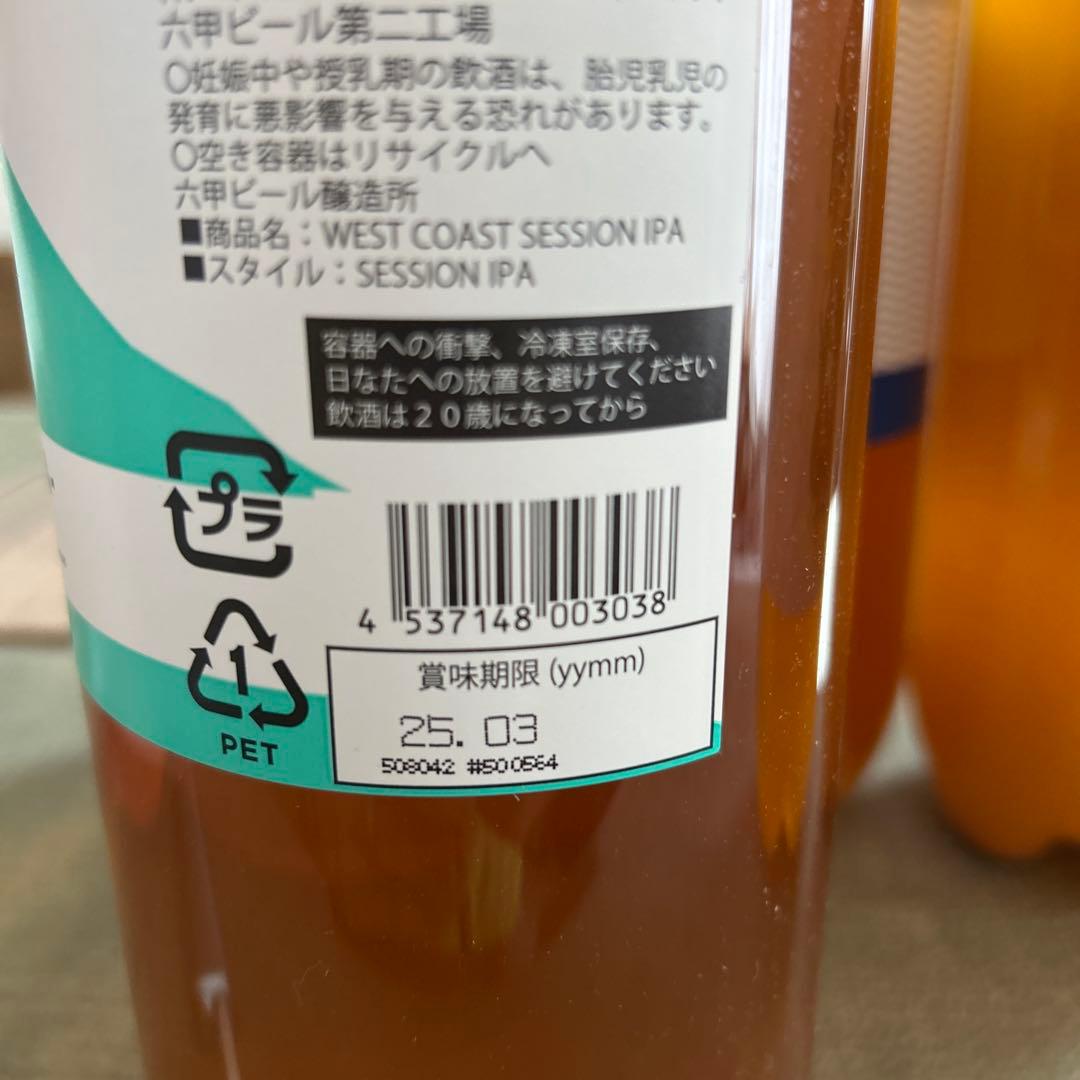 六甲ビール第二工場
○妊娠中や授乳期の飲酒は、胎児乳児の
発育に悪影響を与える恐れがあります。
○空き容器はリサイクルへ
六甲ビール醸造所
■商品名：WEST COAST SESSION IPA
■スタイル：SESSION IPA
容器への衝撃、冷凍室保存、
日なたへの放置を避けてください
飲酒は２０歳になってから
プラ
4 537148 003038
1
PET
賞味期限 (yymm)
25. 03
508042 #500564